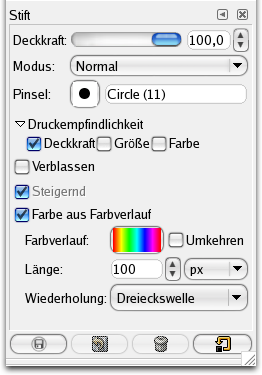 Stift
Deckkraft: 100,0
Modus: Normal
Pinsel: Circle (11)
Druckempfindlichkeit
Deckkraft Größe Farbe
Verblassen
Steigernd
Farbe aus Farbverlauf
Farbverlauf: Umkehren
Länge: 100 px
Wiederholung: Dreieckswelle